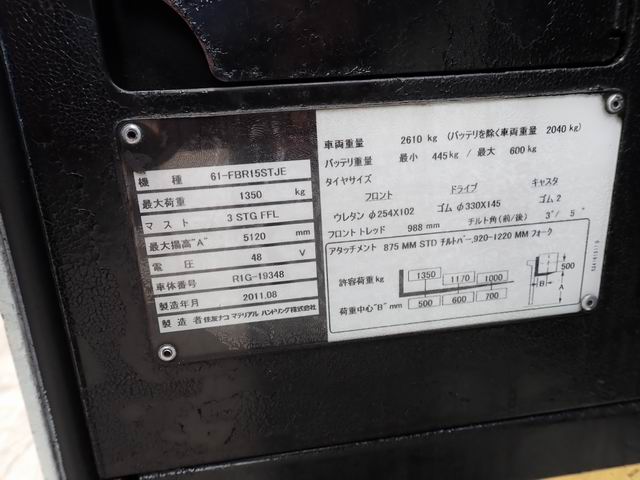 機種 61-FBR15STJE
最大荷重 1350 kg
マスト 3 STG FFL
最大揚高"A" 5120 mm
電圧 48 V
車体番号 R1G-19348
製造年月 2011.08
製造者 住友ナコ マテリアル ハンドリング株式会社
車両重量 2610 kg (バッテリを除く車両重量 2040 kg)
バッテリ重量 最小 445kg / 最大 600kg
タイヤサイズ
フロント ドライブ キャスタ
ウレタン φ254X102 ゴム φ330X145 ゴム 2
フロント トレッド 988 mm チルト角(前/後) 3°/ 5°
アタッチメント 875 MM STD チルトバー,920-1220 MM フォーク
許容荷重 kg 1350 1170 1000
荷重中心"B" mm 500 600 700
500
B
A